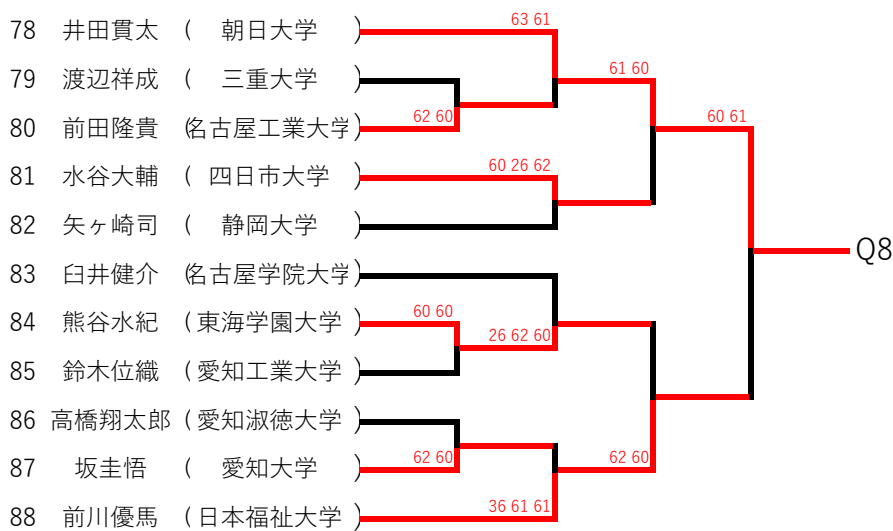 78 井田貫太 ( 朝日大学 ) 63 61
79 渡辺祥成 ( 三重大学 ) 61 60
80 前田隆貴 (名古屋工業大学) 62 60 60 61
81 水谷大輔 ( 四日市大学 ) 60 26 62
82 矢ヶ崎司 ( 静岡大学 )
Q8
83 臼井健介 (名古屋学院大学)
84 熊谷水紀 (東海学園大学 ) 60 60
26 62 60
85 鈴木位織 (愛知工業大学 )
86 高橋翔太郎 (愛知淑徳大学 )
87 坂圭悟 ( 愛知大学 ) 62 60 62 60
88 前川優馬 (日本福祉大学 ) 36 61 61